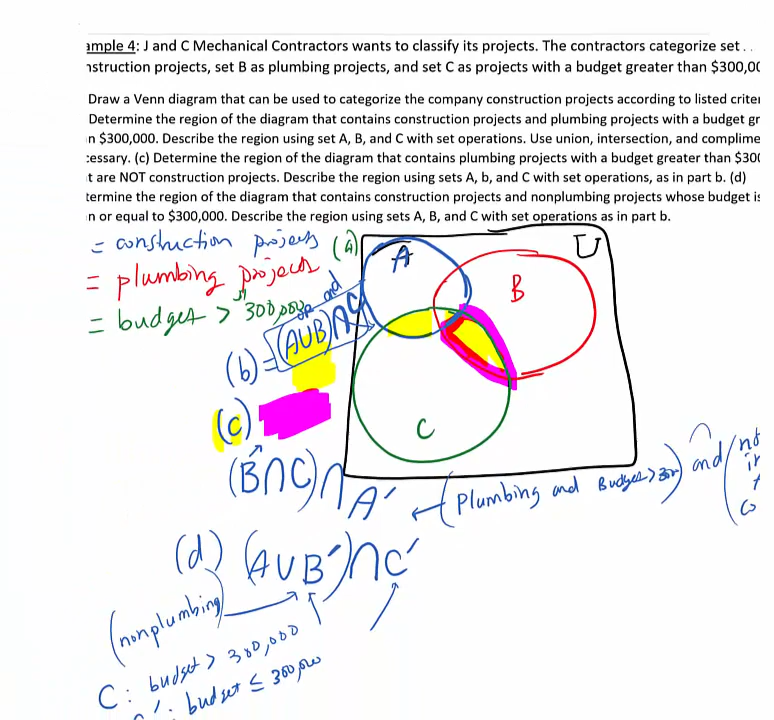 ample 4: J and C Mechanical Contractors wants to classify its projects. The contractors categorize set . .
nstruction projects, set B as plumbing projects, and set C as projects with a budget greater than $300,00
Draw a Venn diagram that can be used to categorize the company construction projects according to listed criter
Determine the region of the diagram that contains construction projects and plumbing projects with a budget gr
n $300,000. Describe the region using set A, B, and C with set operations. Use union, intersection, and complime
cessary. (c) Determine the region of the diagram that contains plumbing projects with a budget greater than $300
t are NOT construction projects. Describe the region using sets A, b, and C with set operations, as in part b. (d)
termine the region of the diagram that contains construction projects and nonplumbing projects whose budget is
n or equal to $300,000. Describe the region using sets A, B, and C with set operations as in part b.
= construction projects (a)
= plumbing projects
= budget > 300,000
A
B
U
C
or and
(b) = (A∪B)∩C
(c)
(B∩C)∩A′
← (Plumbing and Budget > 300) and (not
in
(d) (A∪B′)∩C′
(nonplumbing)
C: budget > 300,000
′: budget ≤ 300,000